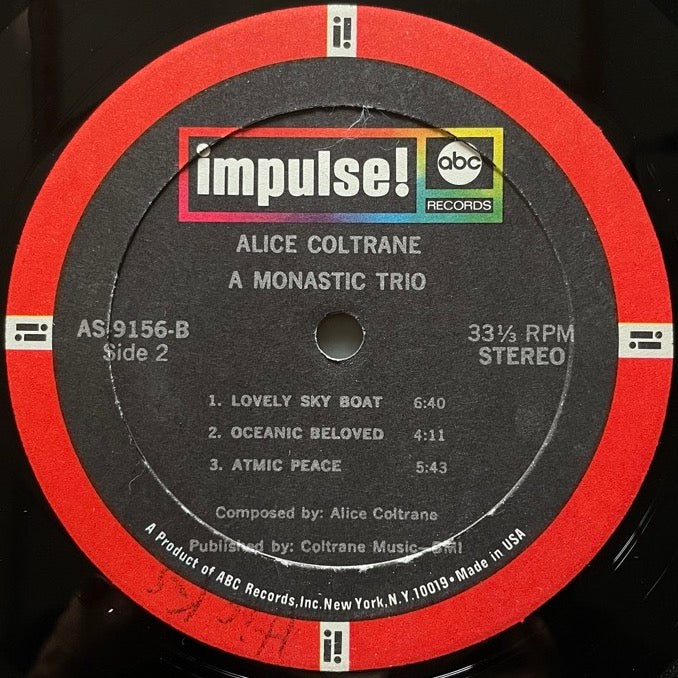 i!
impulse!
abc
RECORDS
ALICE COLTRANE
A MONASTIC TRIO
AS-9156-B
Side 2
33⅓ RPM
STEREO
i!
i!
1. LOVELY SKY BOAT 6:40
2. OCEANIC BELOVED 4:11
3. ATMIC PEACE 5:43
Composed by: Alice Coltrane
Published by: Coltrane Music-BMI
A Product of ABC Records, Inc. New York, N.Y. 10019 • Made in USA
i!